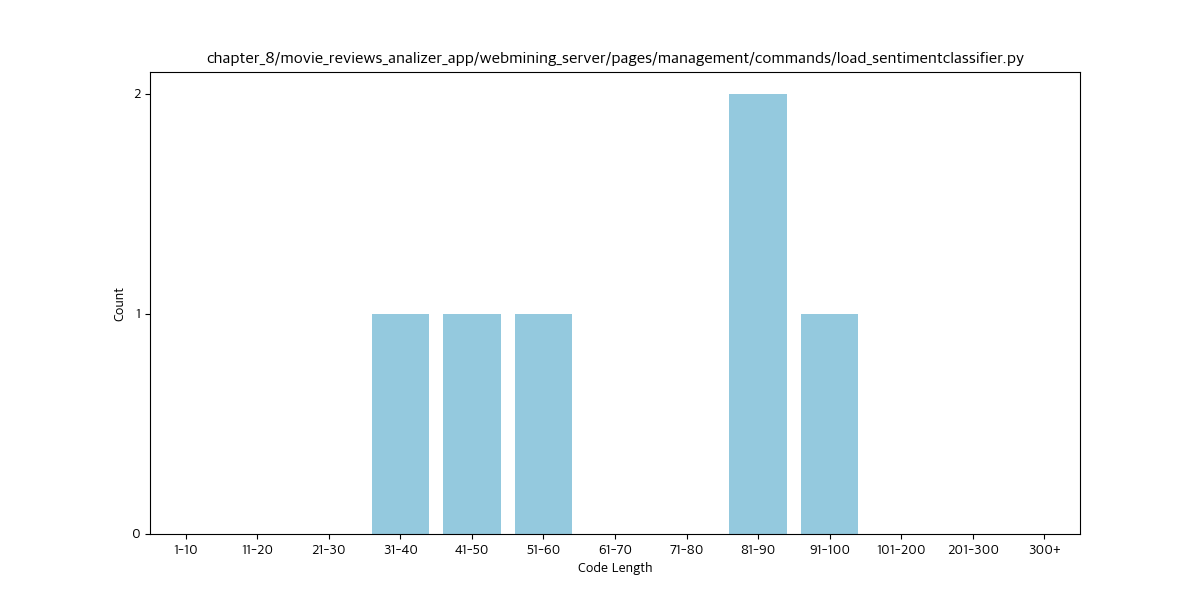 chapter_8/movie_reviews_analizer_app/webmining_server/pages/management/commands/load_sentimentclassifier.py
Count
2
1
0
1-10 11-20 21-30 31-40 41-50 51-60 61-70 71-80 81-90 91-100 101-200 201-300 300+
Code Length